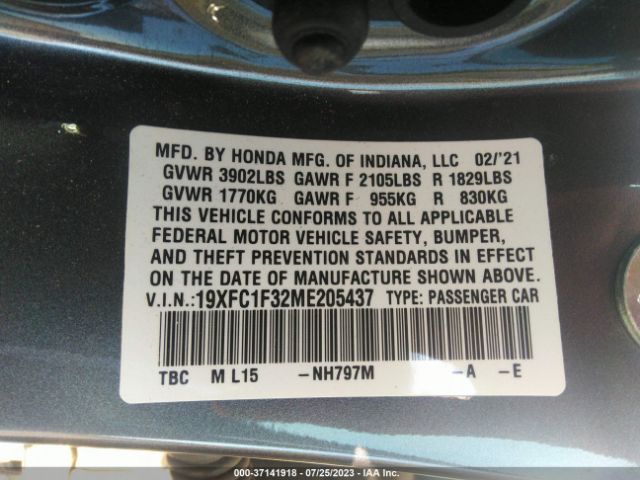 MFD. BY HONDA MFG. OF INDIANA, LLC 02/'21
GVWR 3902LBS GAWR F 2105LBS R 1829LBS
GVWR 1770KG GAWR F 955KG R 830KG
THIS VEHICLE CONFORMS TO ALL APPLICABLE
FEDERAL MOTOR VEHICLE SAFETY, BUMPER,
AND THEFT PREVENTION STANDARDS IN EFFECT
ON THE DATE OF MANUFACTURE SHOWN ABOVE.
V.I.N.:19XFC1F32ME205437 TYPE: PASSENGER CAR
TBC M L15 -NH797M -A -E
000-37141918 - 07/25/2023 - IAA Inc.